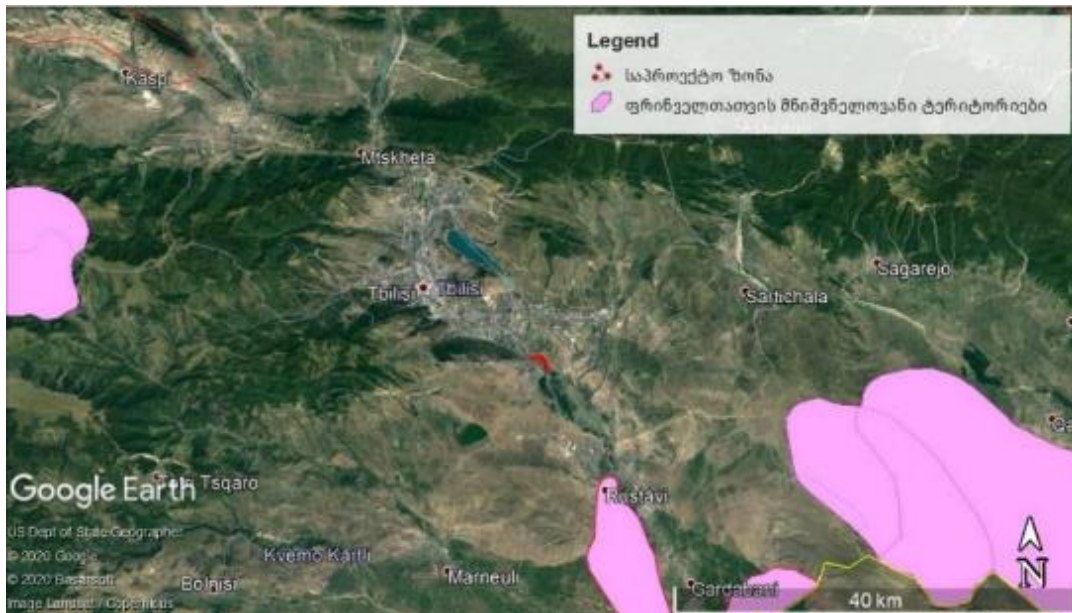 Legend
საპროექტო ზონა
ფრინველთათვის მნიშვნელოვანი ტერიტორიები
Kaspi
Mtskheta
Sagarejo
Tbilisi
Tbilisi
Sartichala
Google Earth
Tetri Tsqaro
Rustavi
US Dept of State Geographer
© 2020 Google
Kvemo Kartli
© 2020 Basarsoft
Bolnisi
Marneuli
Gardabani
40 km
N
Image Landsat / Copernicus